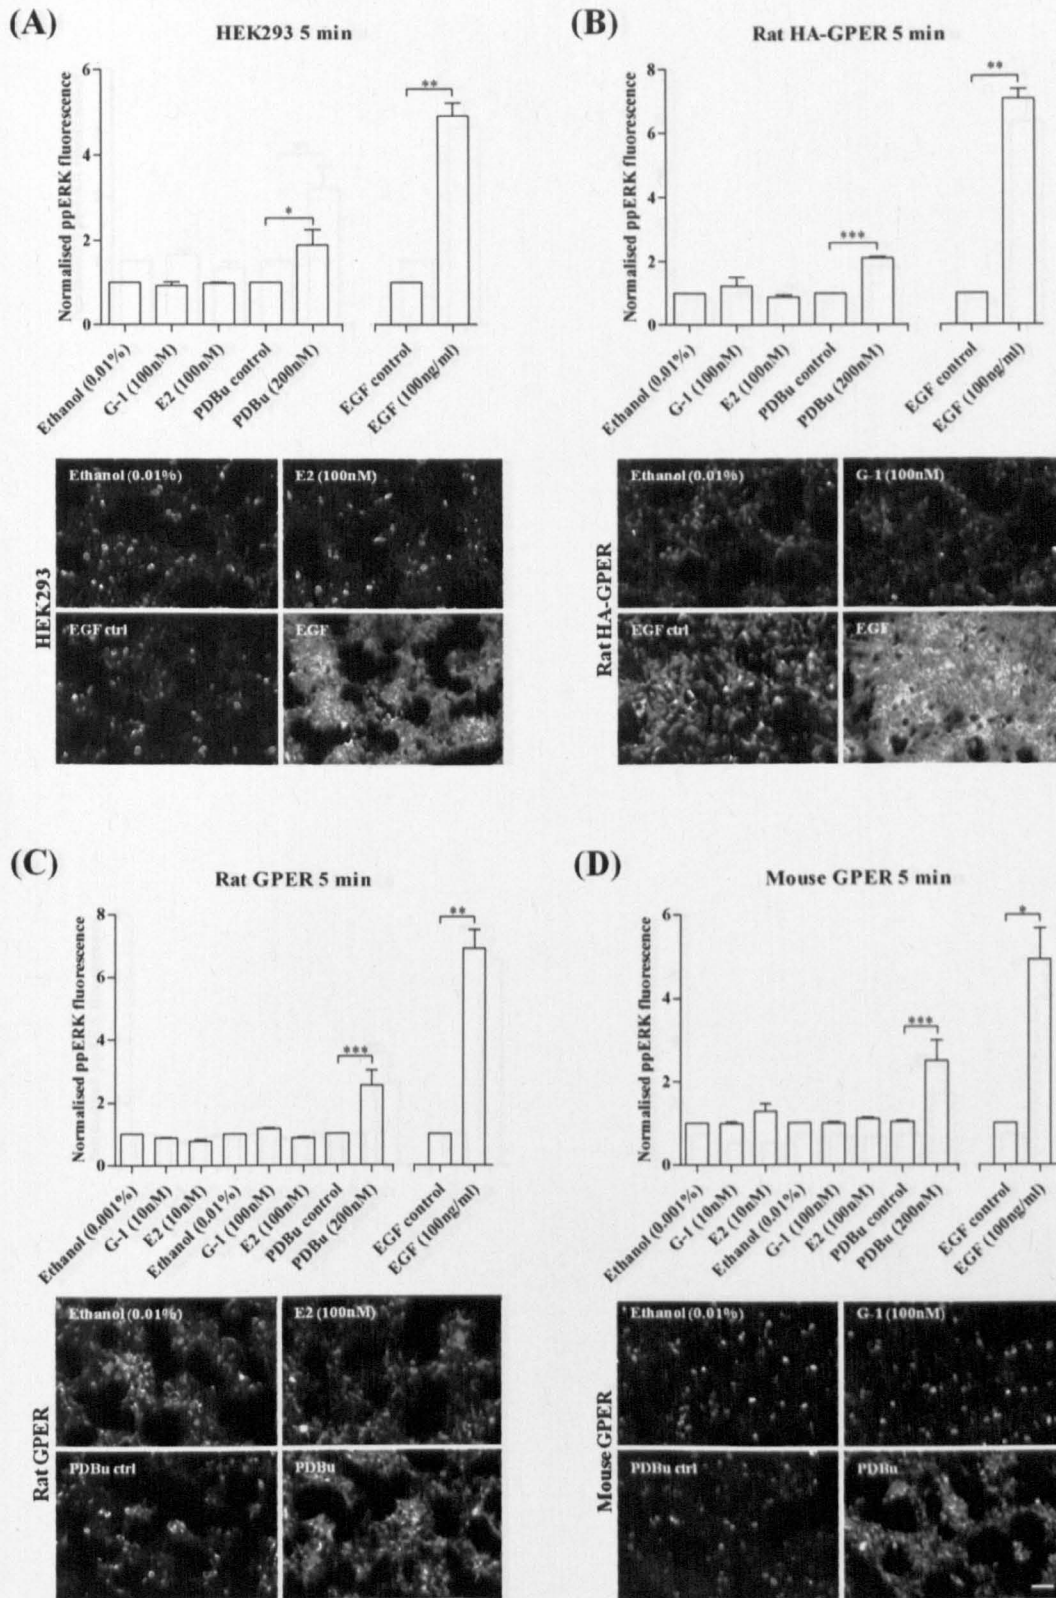 (A)
HEK293 5 min
Normalised ppERK fluorescence
6
4
2
0
*
**
Ethanol (0.01%)
G-1 (100nM)
E2 (100nM)
PDBu control
PDBu (200nM)
EGF control
EGF (100ng/ml)
HEK293
Ethanol (0.01%)
E2 (100nM)
EGF ctrl
EGF
(B)
Rat HA-GPER 5 min
Normalised ppERK fluorescence
8
6
4
2
0
***
**
Ethanol (0.01%)
G-1 (100nM)
E2 (100nM)
PDBu control
PDBu (200nM)
EGF control
EGF (100ng/ml)
Rat HA-GPER
Ethanol (0.01%)
G-1 (100nM)
EGF ctrl
EGF
(C)
Rat GPER 5 min
Normalised ppERK fluorescence
8
6
4
2
0
***
**
Ethanol (0.001%)
G-1 (10nM)
E2 (10nM)
Ethanol (0.01%)
G-1 (100nM)
E2 (100nM)
PDBu control
PDBu (200nM)
EGF control
EGF (100ng/ml)
Rat GPER
Ethanol (0.01%)
E2 (100nM)
PDBu ctrl
PDBu
(D)
Mouse GPER 5 min
Normalised ppERK fluorescence
6
4
2
0
***
*
Ethanol (0.001%)
G-1 (10nM)
E2 (10nM)
Ethanol (0.01%)
G-1 (100nM)
E2 (100nM)
PDBu control
PDBu (200nM)
EGF control
EGF (100ng/ml)
Mouse GPER
Ethanol (0.01%)
G-1 (100nM)
PDBu ctrl
PDBu